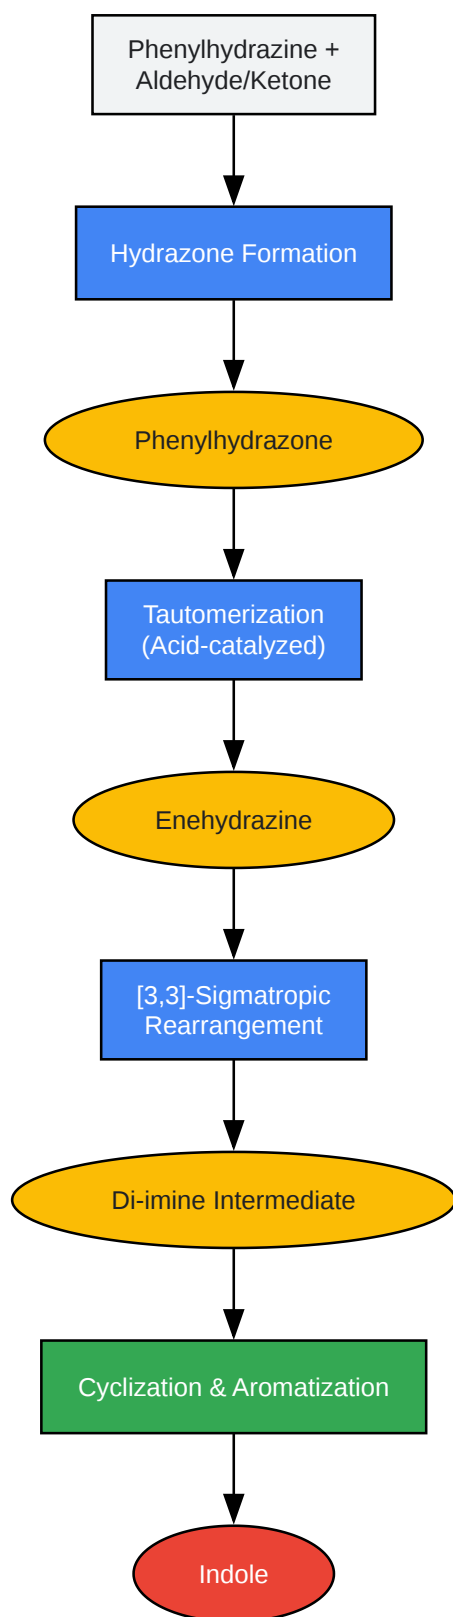 Phenylhydrazine +
Aldehyde/Ketone
Hydrazone Formation
Phenylhydrazone
Tautomerization
(Acid-catalyzed)
Enehydrazine
[3,3]-Sigmatropic
Rearrangement
Di-imine Intermediate
Cyclization & Aromatization
Indole